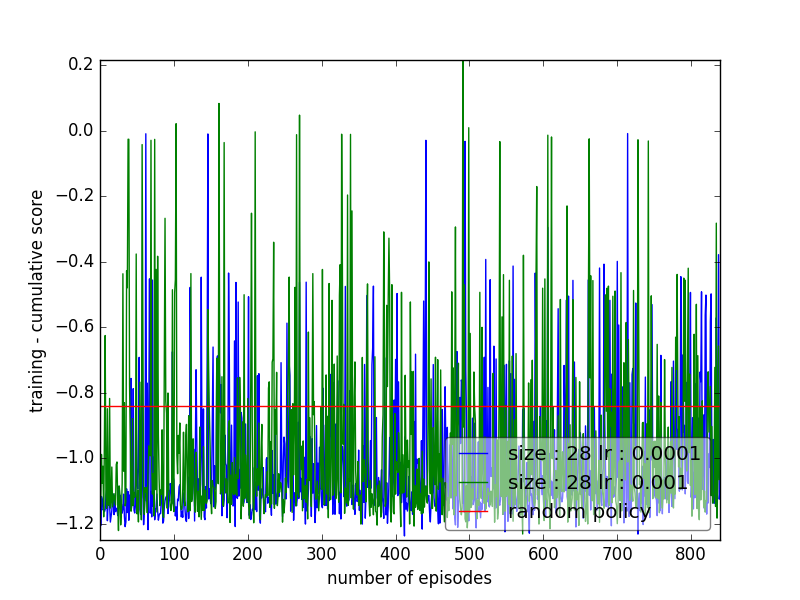 0.2
0.0
−0.2
−0.4
−0.6
−0.8
−1.0
−1.2
training - cumulative score
size : 28 lr : 0.0001
size : 28 lr : 0.001
random policy
0 100 200 300 400 500 600 700 800
number of episodes